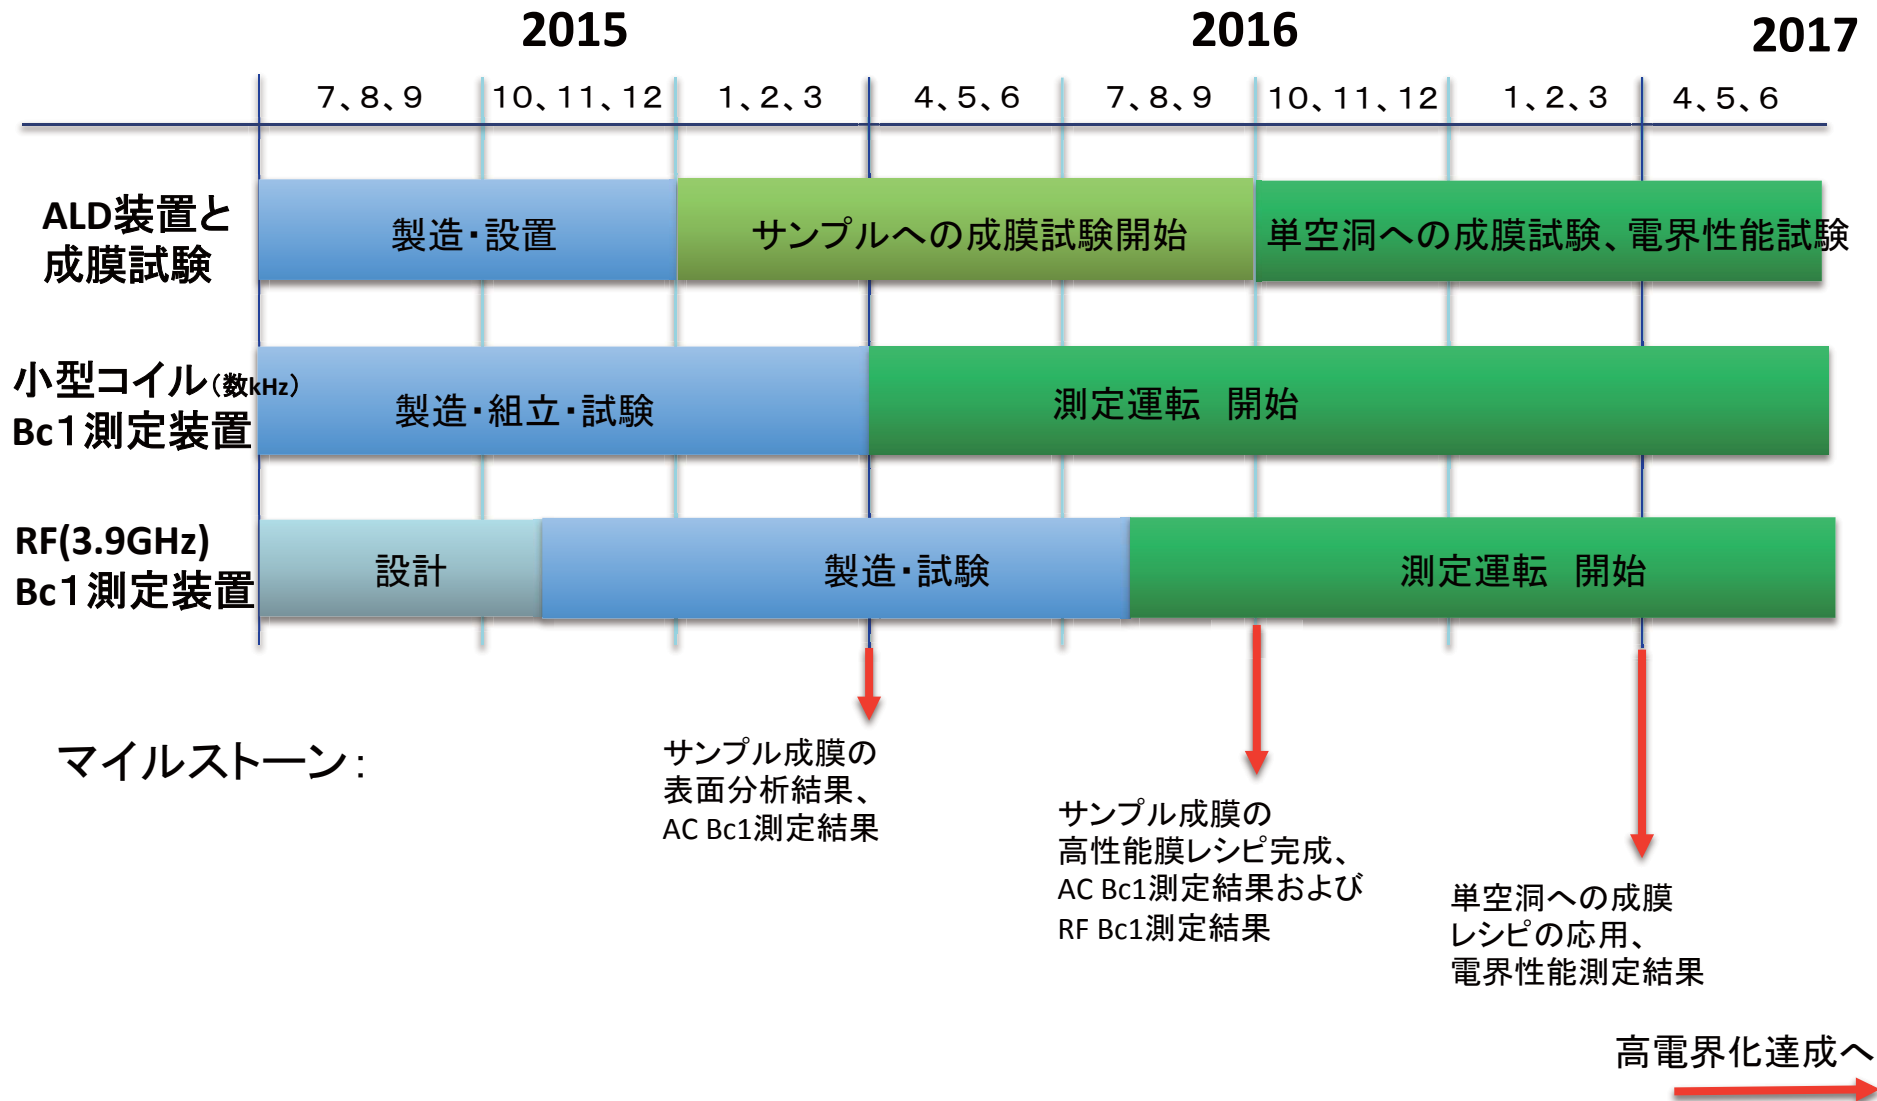 2015
2016
2017
7、8、9
10、11、12
1、2、3
4、5、6
7、8、9
10、11、12
1、2、3
4、5、6
ALD装置と
成膜試験
製造・設置
サンプルへの成膜試験開始
単空洞への成膜試験、電界性能試験
小型コイル(数kHz)
Bc1測定装置
製造・組立・試験
測定運転 開始
RF(3.9GHz)
Bc1測定装置
設計
製造・試験
測定運転 開始
マイルストーン:
サンプル成膜の
表面分析結果、
AC Bc1測定結果
サンプル成膜の
高性能膜レシピ完成、
AC Bc1測定結果および
RF Bc1測定結果
単空洞への成膜
レシピの応用、
電界性能測定結果
高電界化達成へ